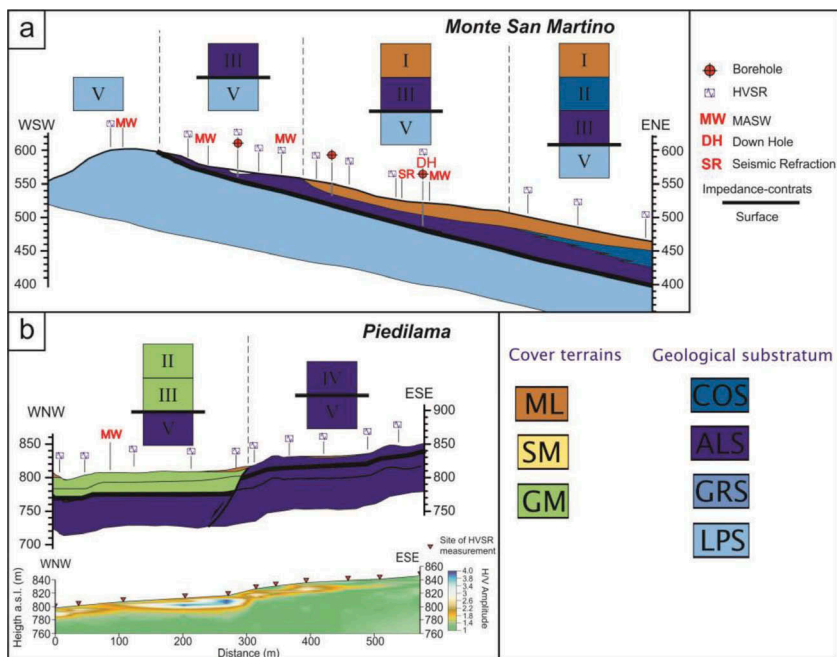 a
Monte San Martino
V
III
V
I
III
V
I
II
III
V
WSW
ENE
600
550
500
450
400
600
550
500
450
400
MW
MW
MW
SR
DH
MW
Borehole
HVSR
MW MASW
DH Down Hole
SR Seismic Refraction
Impedance-contrats
Surface
b
Piedilama
II
III
V
IV
V
WNW
ESE
850
800
750
700
900
850
800
750
MW
Site of HVSR
measurement
WNW
ESE
Heigth a.s.l. (m)
840
820
800
780
760
860
840
820
800
780
760
4.0
3.8
3.4
3.0
2.6
2.2
1.8
1.4
1
H/V Amplitude
0 100 200 300 400 500
Distance (m)
Cover terrains
Geological substratum
ML
SM
GM
COS
ALS
GRS
LPS